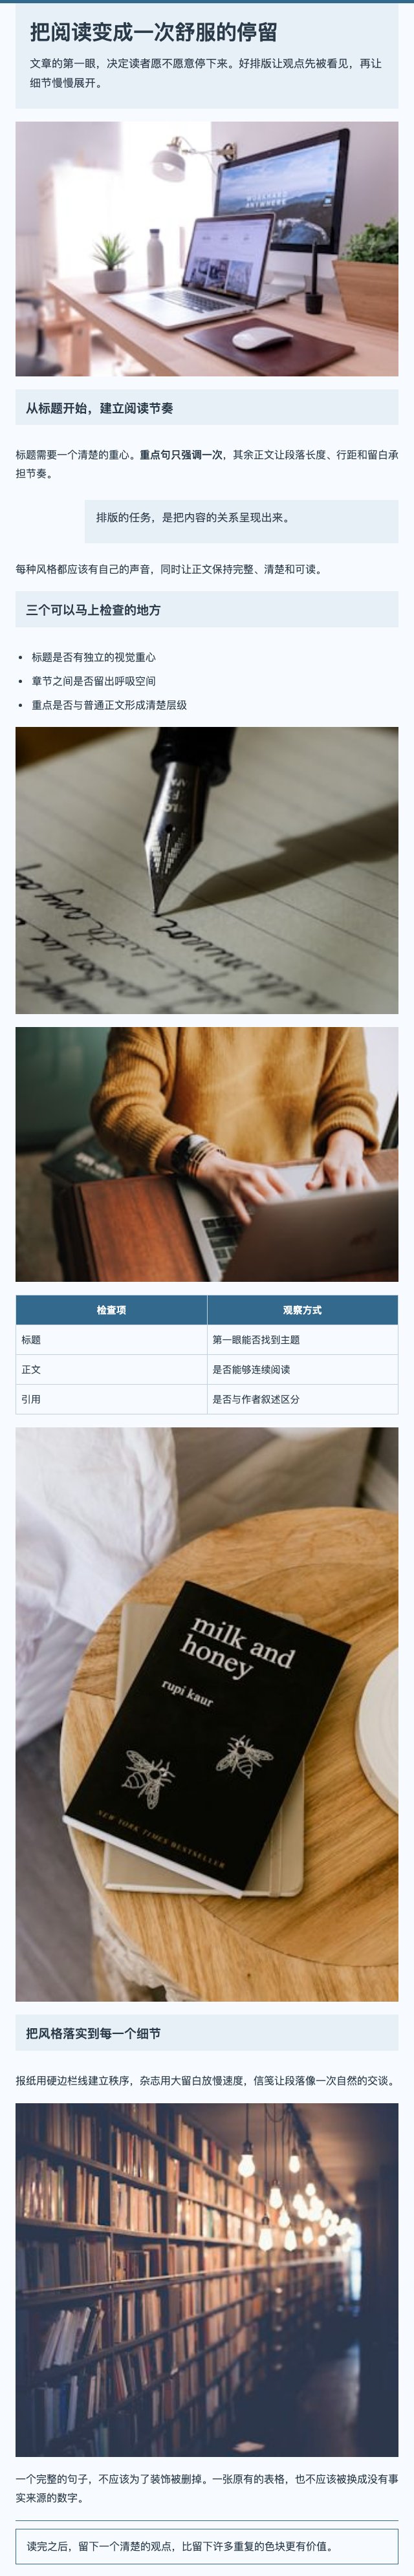 把阅读变成一次舒服的停留
文章的第一眼，决定读者愿不愿意停下来。好排版让观点先被看见，再让
细节慢慢展开。
WORK HARD
ANYWHERE
从标题开始，建立阅读节奏
标题需要一个清楚的重心。重点句只强调一次，其余正文让段落长度、行距和留白承
担节奏。
排版的任务，是把内容的关系呈现出来。
每种风格都应该有自己的声音，同时让正文保持完整、清楚和可读。
三个可以马上检查的地方
• 标题是否有独立的视觉重心
• 章节之间是否留出呼吸空间
• 重点是否与普通正文形成清楚层级
检查项 观察方式
标题 第一眼能否找到主题
正文 是否能够连续阅读
引用 是否与作者叙述区分
milk and
honey
rupi kaur
NEW YORK TIMES BESTSELLER
把风格落实到每一个细节
报纸用硬边栏线建立秩序，杂志用大留白放慢速度，信笺让段落像一次自然的交谈。
一个完整的句子，不应该为了装饰被删掉。一张原有的表格，也不应该被换成没有事
实来源的数字。
读完之后，留下一个清楚的观点，比留下许多重复的色块更有价值。